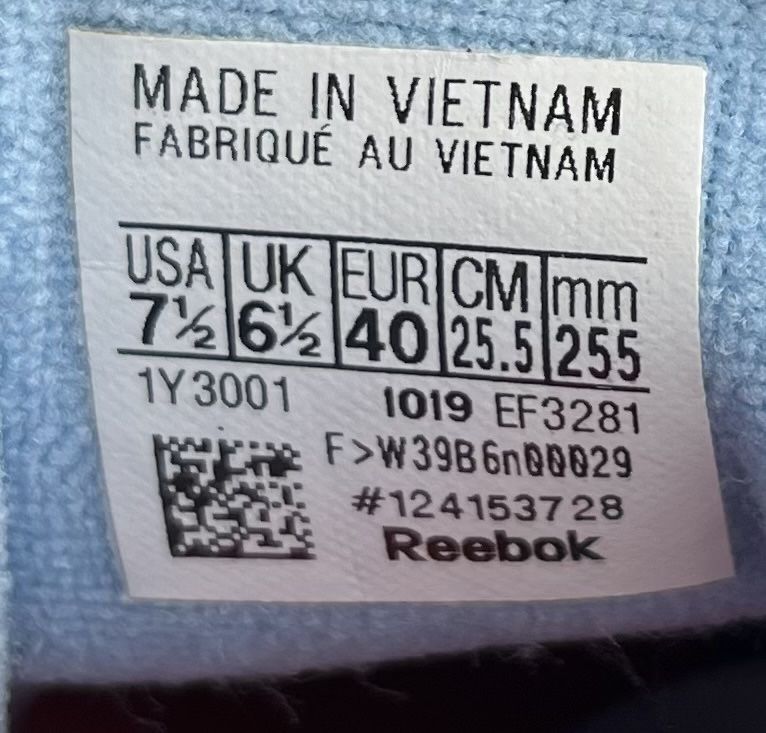 MADE IN VIETNAM
FABRIQUÉ AU VIETNAM
USA UK EUR CM mm
7½ 6½ 40 25.5 255
1Y3001 1019 EF3281
F>W39B6n00029
#124153728
Reebok